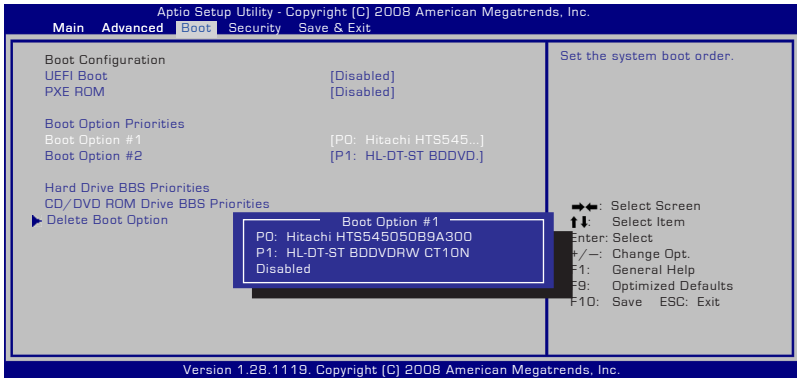 Aptio Setup Utility - Copyright (C) 2008 American Megatrends, Inc.
Main Advanced Boot Security Save & Exit
Boot Configuration
UEFI Boot [Disabled]
PXE ROM [Disabled]
Boot Option Priorities
Boot Option #1 [P0: Hitachi HTS545...]
Boot Option #2 [P1: HL-DT-ST BDDVD.]
Hard Drive BBS Priorities
CD/DVD ROM Drive BBS Priorities
Delete Boot Option
Boot Option #1
P0: Hitachi HTS545050B9A300
P1: HL-DT-ST BDDVDRW CT10N
Disabled
Set the system boot order.
➡⬅: Select Screen
⬆⬇: Select Item
Enter: Select
+/—: Change Opt.
F1: General Help
F9: Optimized Defaults
F10: Save ESC: Exit
Version 1.28.1119. Copyright (C) 2008 American Megatrends, Inc.